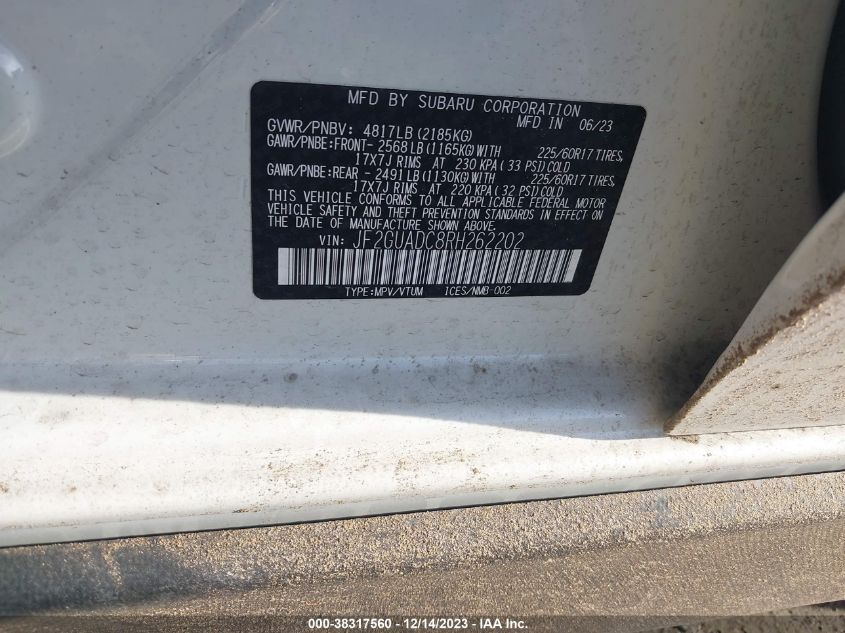 MFD BY SUBARU CORPORATION
MFD IN 06/23
GVWR/PNBV: 4817LB (2185KG)
GAWR/PNBE:FRONT- 2568LB(1165KG)WITH 225/60R17 TIRES,
17X7J RIMS AT 230 KPA(33 PSI)COLD
GAWR/PNBE:REAR - 2491LB(1130KG)WITH 225/60R17 TIRES,
17X7J RIMS AT 220 KPA(32 PSI)COLD
THIS VEHICLE CONFORMS TO ALL APPLICABLE FEDERAL MOTOR
VEHICLE SAFETY AND THEFT PREVENTION STANDARDS IN EFFECT ON
THE DATE OF MANUFACTURE SHOWN ABOVE.
VIN: JF2GUADC8RH262202
TYPE:MPV/VTUM ICES/NMB-002
000-38317560 - 12/14/2023 - IAA Inc.